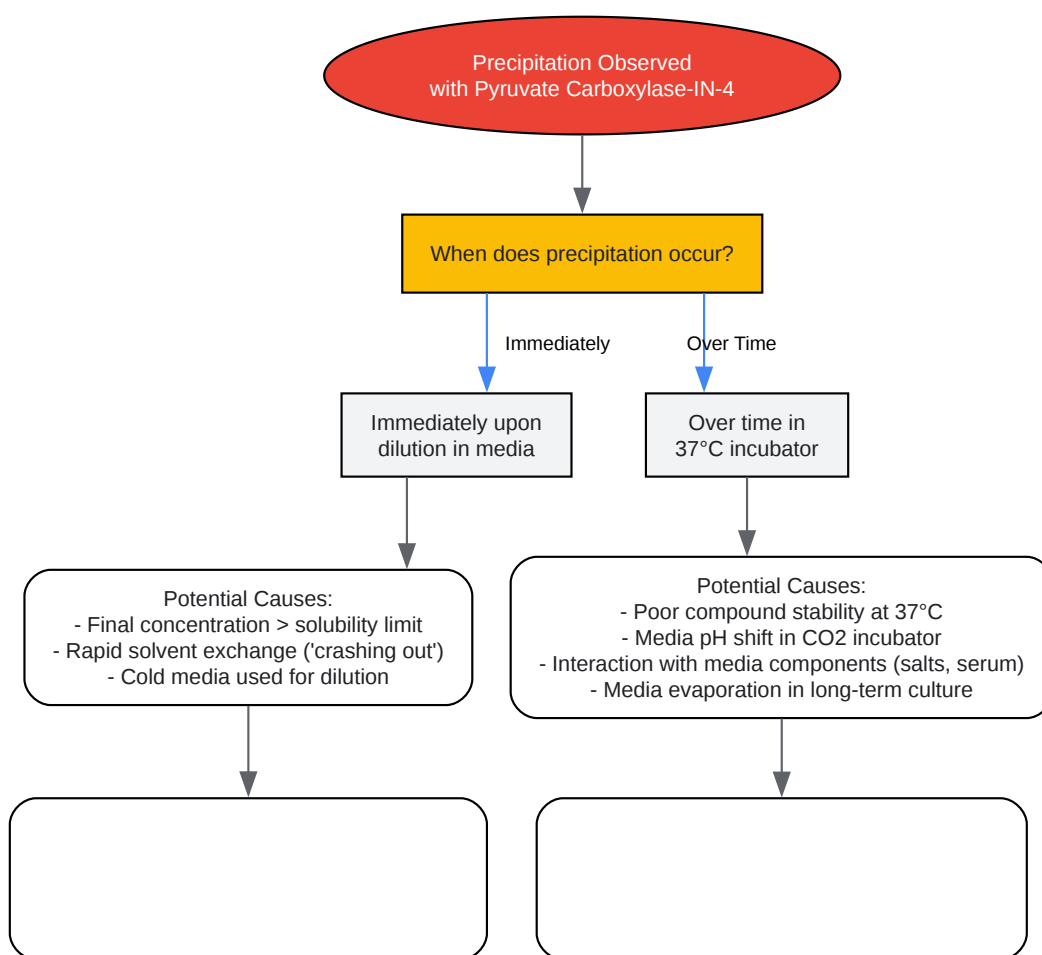 Precipitation Observed
with Pyruvate Carboxylase-IN-4
When does precipitation occur?
Immediately
Over Time
Immediately upon
dilution in media
Over time in
37°C incubator
Potential Causes:
- Final concentration > solubility limit
- Rapid solvent exchange ('crashing out')
- Cold media used for dilution
Potential Causes:
- Poor compound stability at 37°C
- Media pH shift in CO2 incubator
- Interaction with media components (salts, serum)
- Media evaporation in long-term culture